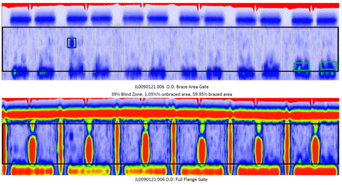 JL0090121 006 O.D. Braze Area Gate
39% Blind Zone, 1.05%% unbrazed area, 59.95% brazed area
JL0090121 006 O.D. Full Flange Gate